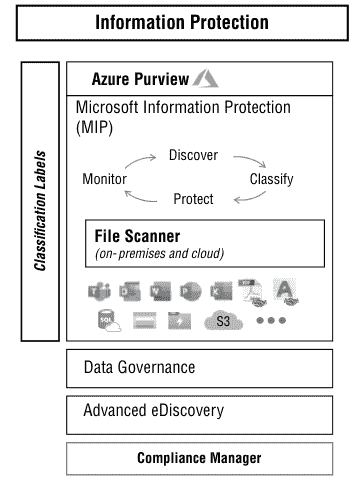 Information Protection
Classification Labels
Azure Purview
Microsoft Information Protection
(MIP)
Discover
Monitor
Classify
Protect
File Scanner
(on-premises and cloud)
SQL
S3
Data Governance
Advanced eDiscovery
Compliance Manager